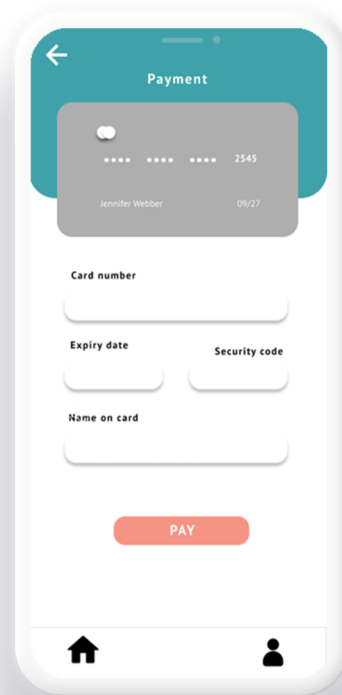 Payment
•••• •••• •••• 2545
Jennifer Webber 09/27
Card number
Expiry date Security code
Name on card
PAY